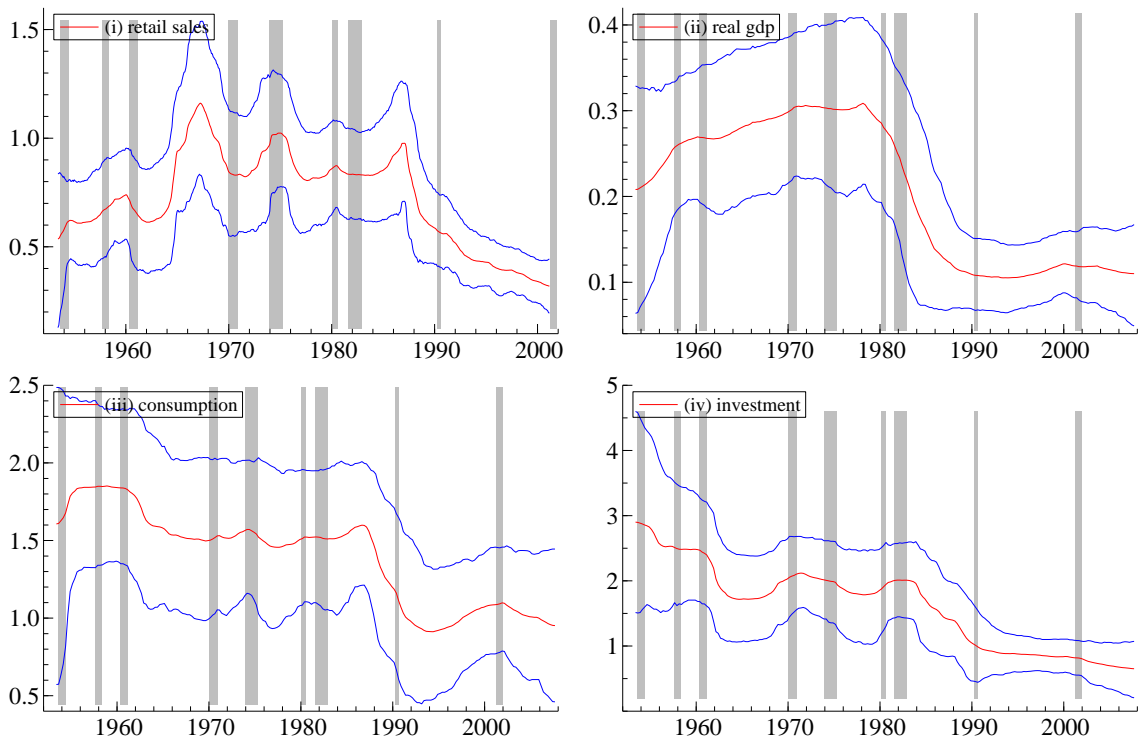 1.5
(i) retail sales
1.0
0.5
1960 1970 1980 1990 2000
0.4
(ii) real gdp
0.3
0.2
0.1
1960 1970 1980 1990 2000
2.5
(iii) consumption
2.0
1.5
1.0
0.5
1960 1970 1980 1990 2000
5
(iv) investment
4
3
2
1
1960 1970 1980 1990 2000